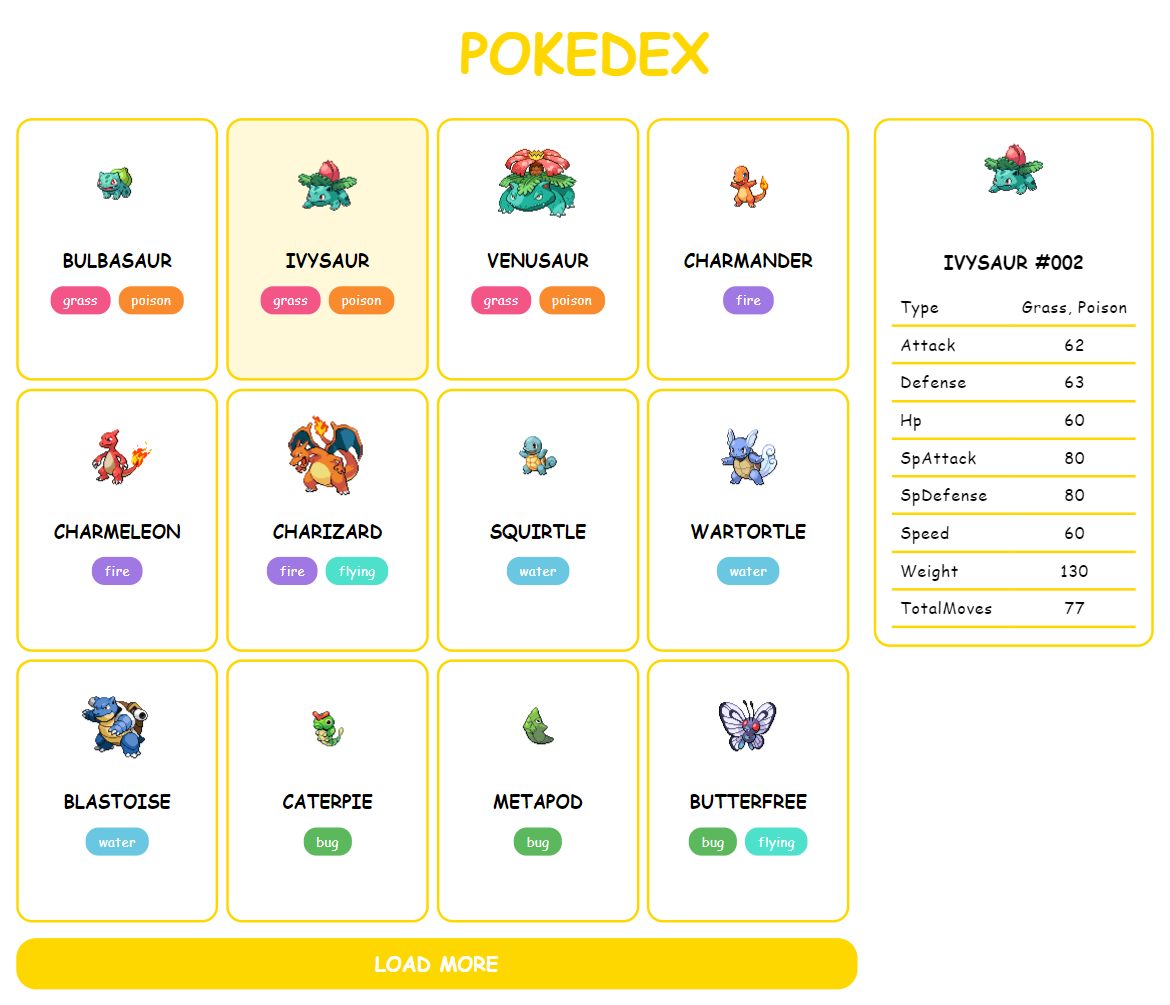 POKEDEX
BULBASAUR
grass poison
IVYSAUR
grass poison
VENUSAUR
grass poison
CHARMANDER
fire
CHARMELEON
fire
CHARIZARD
fire flying
SQUIRTLE
water
WARTORTLE
water
BLASTOISE
water
CATERPIE
bug
METAPOD
bug
BUTTERFREE
bug flying
LOAD MORE
IVYSAUR #002
Type Grass, Poison
Attack 62
Defense 63
Hp 60
SpAttack 80
SpDefense 80
Speed 60
Weight 130
TotalMoves 77